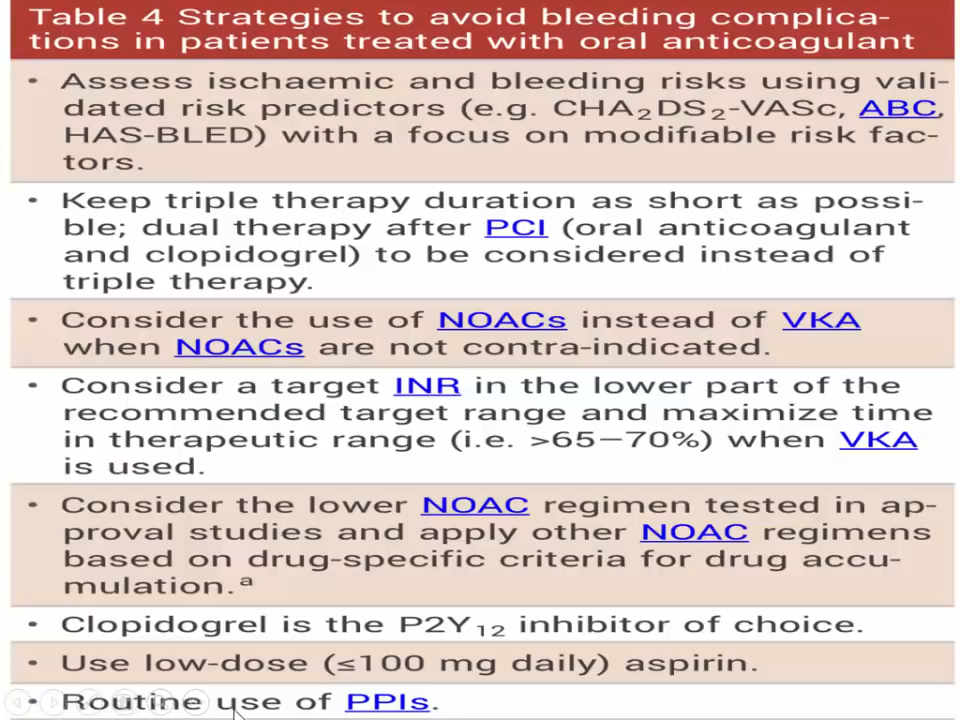 Table 4 Strategies to avoid bleeding complica-
tions in patients treated with oral anticoagulant
• Assess ischaemic and bleeding risks using vali-
dated risk predictors (e.g. CHA₂DS₂-VASc, ABC,
HAS-BLED) with a focus on modifiable risk fac-
tors.
• Keep triple therapy duration as short as possi-
ble; dual therapy after PCI (oral anticoagulant
and clopidogrel) to be considered instead of
triple therapy.
• Consider the use of NOACs instead of VKA
when NOACs are not contra-indicated.
• Consider a target INR in the lower part of the
recommended target range and maximize time
in therapeutic range (i.e. >65–70%) when VKA
is used.
• Consider the lower NOAC regimen tested in ap-
proval studies and apply other NOAC regimens
based on drug-specific criteria for drug accu-
mulation.ᵃ
• Clopidogrel is the P2Y₁₂ inhibitor of choice.
• Use low-dose (≤100 mg daily) aspirin.
• Routine use of PPIs.